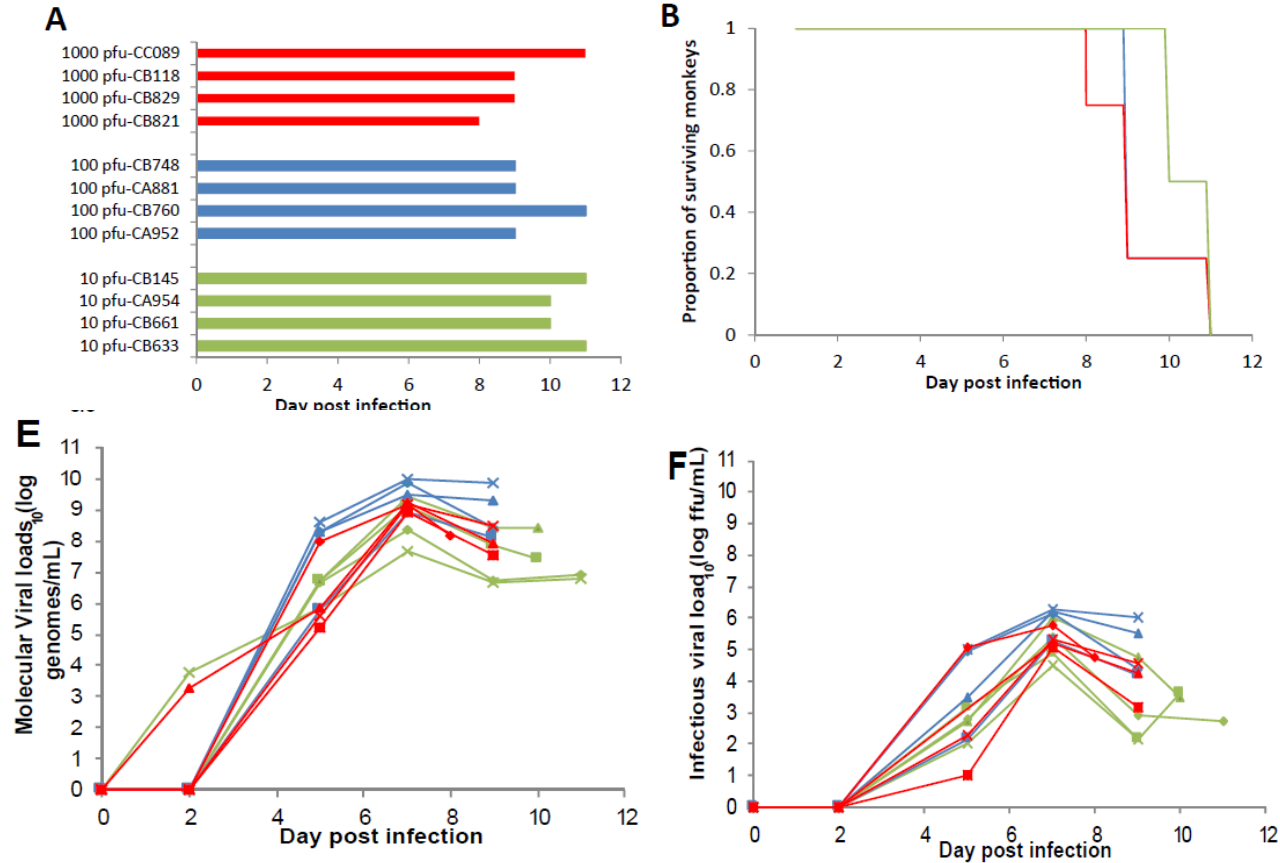 A
1000 pfu-CC089
1000 pfu-CB118
1000 pfu-CB829
1000 pfu-CB821
100 pfu-CB748
100 pfu-CA881
100 pfu-CB760
100 pfu-CA952
10 pfu-CB145
10 pfu-CA954
10 pfu-CB661
10 pfu-CB633
0 2 4 6 8 10 12
Day post infection
B
Proportion of surviving monkeys
1
0.8
0.6
0.4
0.2
0
0 2 4 6 8 10 12
Day post infection
E
Molecular Viral loads10(log
genomes/mL)
11
10
9
8
7
6
5
4
3
2
1
0
0 2 4 6 8 10 12
Day post infection
F
Infectious viral load10(log ffu/mL)
11
10
9
8
7
6
5
4
3
2
1
0
0 2 4 6 8 10 12
Day post infection